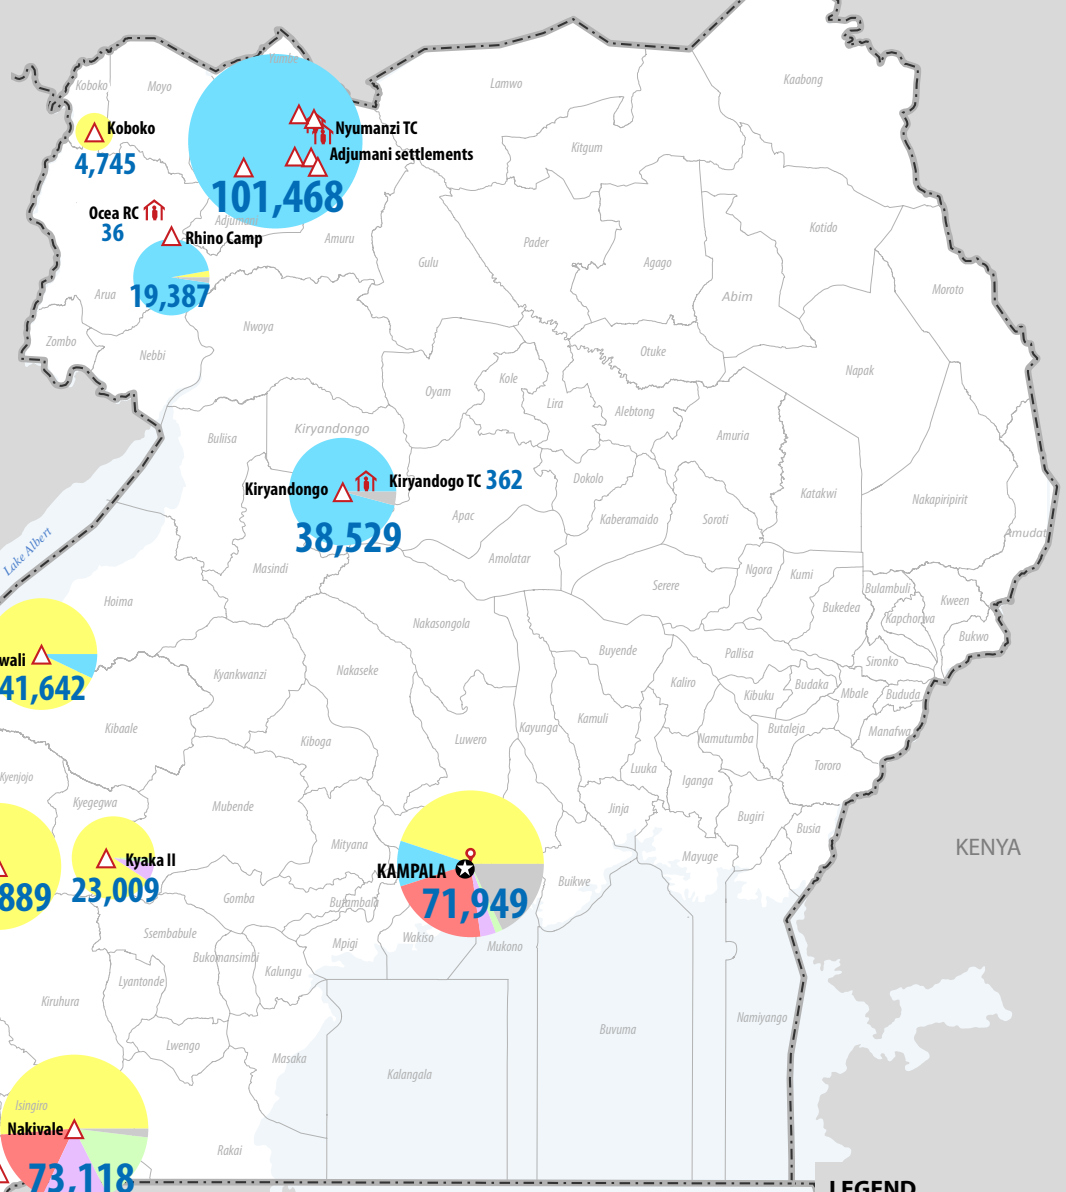 Yumbe
Kaabong
Koboko
Moyo
Lamwo
Koboko
4,745
Nyumanzi TC
Adjumani settlements
Kitgum
101,468
Ocea RC
36
Adjumani
Rhino Camp
Amuru
Kotido
Pader
Gulu
Agago
Arua
19,387
Abim
Moroto
Nwoya
Zombo
Nebbi
Otuke
Napak
Kole
Oyam
Lira
Alebtong
Kiryandongo
Buliisa
Amuria
Kiryandongo
Kiryandogo TC 362
Dokolo
Katakwi
Nakapiripirit
Apac
Kaberamaido
Soroti
Amudat
38,529
Lake Albert
Amolatar
Masindi
Serere
Ngora
Kumi
Bulambuli
Hoima
Bukedea
Kween
Kapchorwa
Nakasongola
Bukwo
wali
41,642
Buyende
Pallisa
Sironko
Kyankwanzi
Nakaseke
Kaliro
Budaka
Kibuku
Mbale
Bududa
Kibaale
Kiboga
Luwero
Kayunga
Kamuli
Namutumba
Butaleja
Manafwa
Kyenjojo
Luuka
Iganga
Tororo
Kyegegwa
Mubende
Jinja
Bugiri
Busia
Mityana
KENYA
Kyaka II
23,009
889
KAMPALA
71,949
Mayuge
Buikwe
Gomba
Butambala
Ssembabule
Mpigi
Wakiso
Mukono
Bukomansimbi
Kalungu
Lyantonde
Kiruhura
Buvuma
Namiyango
Lwengo
Masaka
Kalangala
Isingiro
Nakivale
73,118
Rakai
LEGEND